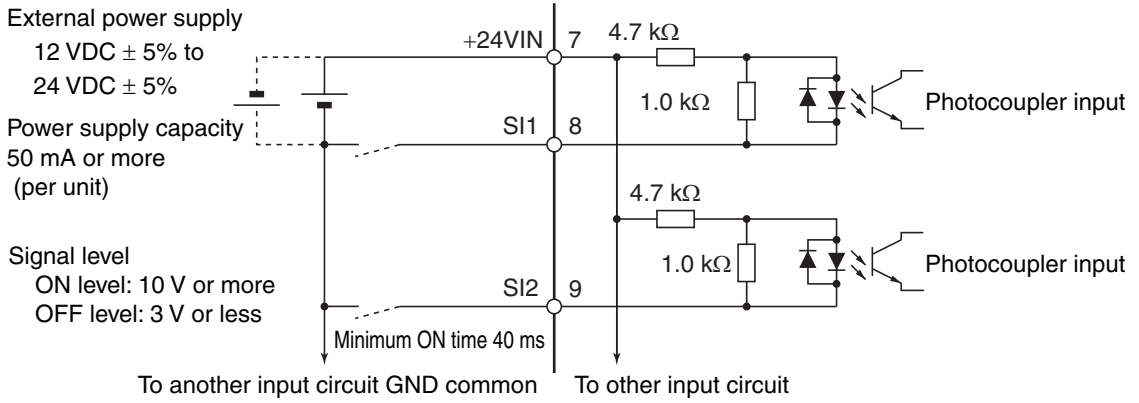 External power supply
12 VDC ± 5% to
24 VDC ± 5%
Power supply capacity
50 mA or more
(per unit)
Signal level
ON level: 10 V or more
OFF level: 3 V or less
+24VIN 7 4.7 kΩ
1.0 kΩ
Photocoupler input
SI1 8
4.7 kΩ
1.0 kΩ
Photocoupler input
SI2 9
Minimum ON time 40 ms
To another input circuit GND common
To other input circuit